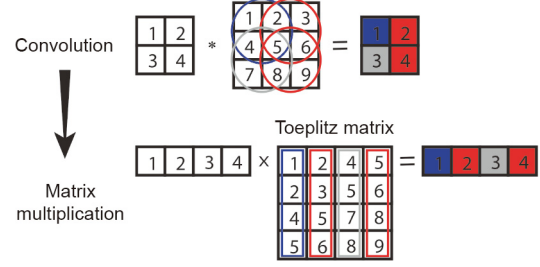 Convolution
1 2
3 4
*
1 2 3
4 5 6
7 8 9
=
1 2
3 4
Toeplitz matrix
Matrix
multiplication
1 2 3 4
×
1 2 4 5
2 3 5 6
4 5 7 8
5 6 8 9
=
1 2 3 4